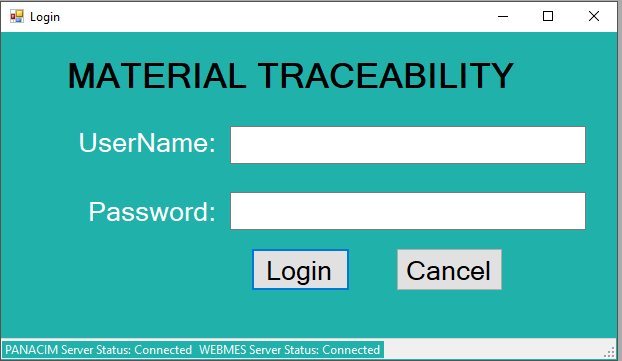 Login
MATERIAL TRACEABILITY
UserName:
Password:
Login Cancel
PANACIM Server Status: Connected WEBMES Server Status: Connected